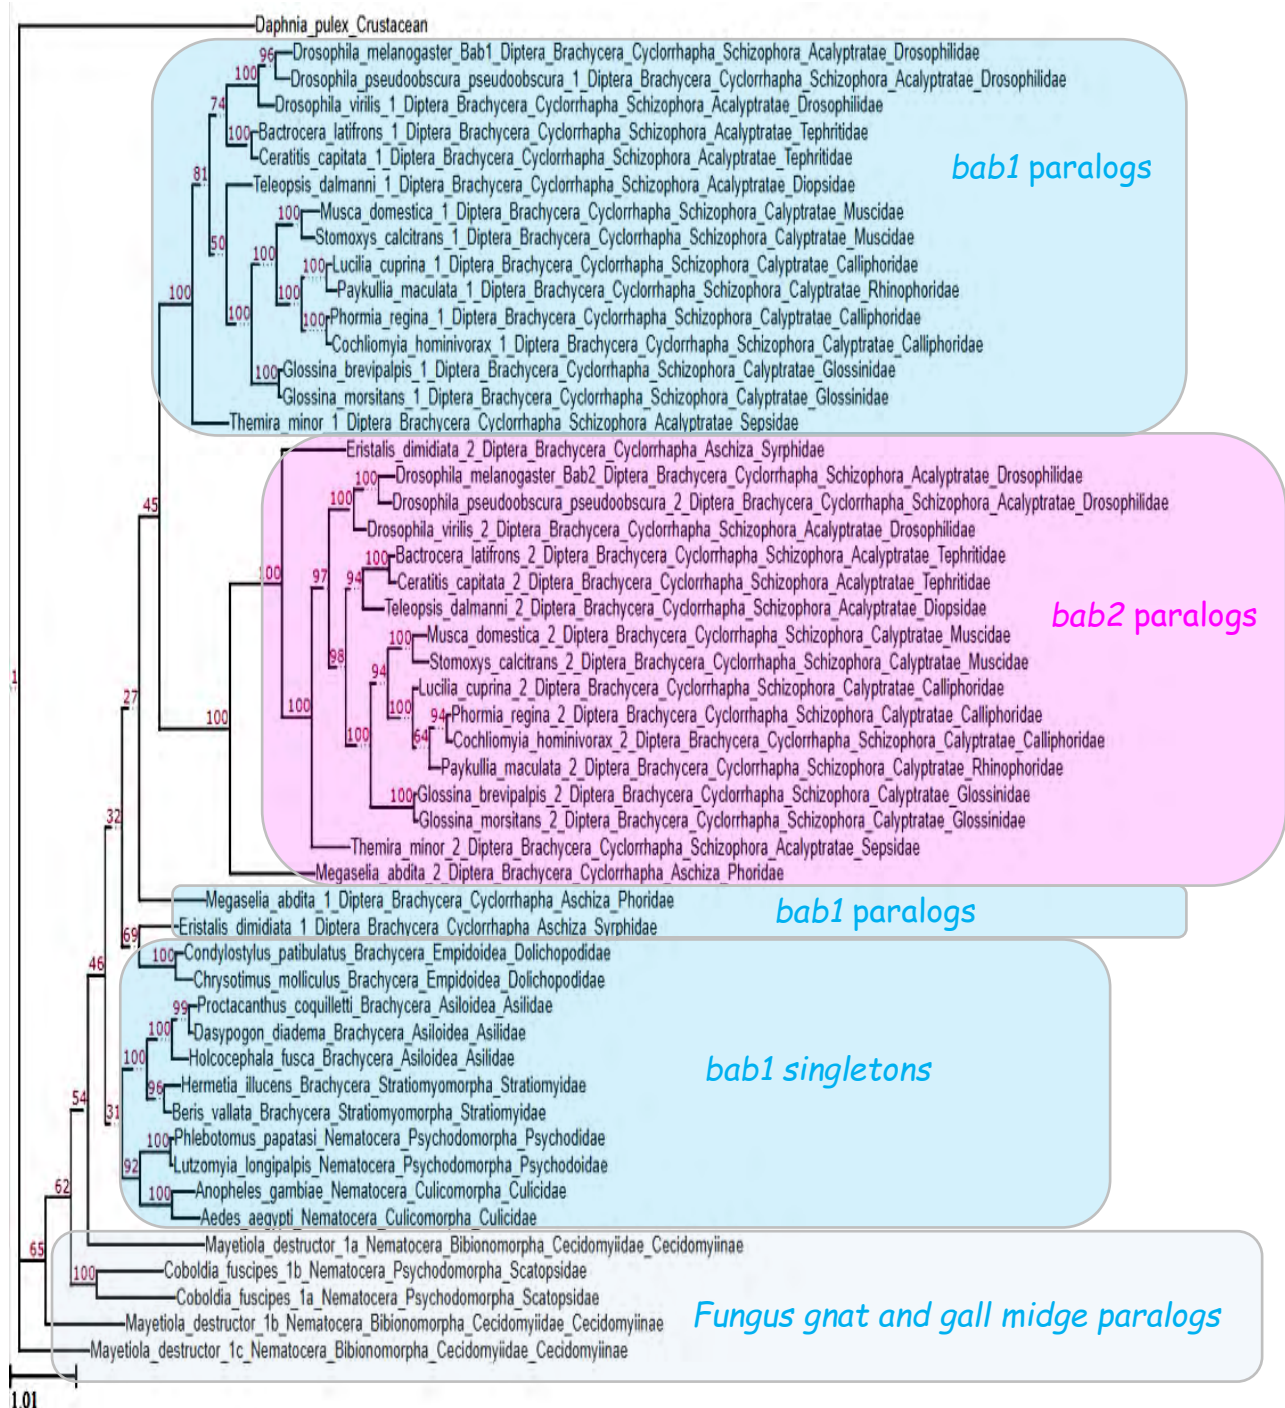 Daphnia_pulex_Crustacean
96 Drosophila_melanogaster_Bab1_Diptera_Brachycera_Cyclorrhapha_Schizophora_Acalyptratae_Drosophilidae
100 Drosophila_pseudoobscura_pseudoobscura_1_Diptera_Brachycera_Cyclorrhapha_Schizophora_Acalyptratae_Drosophilidae
74 Drosophila_virilis_1_Diptera_Brachycera_Cyclorrhapha_Schizophora_Acalyptratae_Drosophilidae
100 Bactrocera_latifrons_1_Diptera_Brachycera_Cyclorrhapha_Schizophora_Acalyptratae_Tephritidae
Ceratitis_capitata_1_Diptera_Brachycera_Cyclorrhapha_Schizophora_Acalyptratae_Tephritidae
bab1 paralogs
81 Teleopsis_dalmanni_1_Diptera_Brachycera_Cyclorrhapha_Schizophora_Acalyptratae_Diopsidae
100 Musca_domestica_1_Diptera_Brachycera_Cyclorrhapha_Schizophora_Calyptratae_Muscidae
50 100 Stomoxys_calcitrans_1_Diptera_Brachycera_Cyclorrhapha_Schizophora_Calyptratae_Muscidae
100 Lucilia_cuprina_1_Diptera_Brachycera_Cyclorrhapha_Schizophora_Calyptratae_Calliphoridae
100 100 Paykullia_maculata_1_Diptera_Brachycera_Cyclorrhapha_Schizophora_Calyptratae_Rhinophoridae
100 100 Phormia_regina_1_Diptera_Brachycera_Cyclorrhapha_Schizophora_Calyptratae_Calliphoridae
Cochliomyia_hominivorax_1_Diptera_Brachycera_Cyclorrhapha_Schizophora_Calyptratae_Calliphoridae
100 Glossina_brevipalpis_1_Diptera_Brachycera_Cyclorrhapha_Schizophora_Calyptratae_Glossinidae
Glossina_morsitans_1_Diptera_Brachycera_Cyclorrhapha_Schizophora_Calyptratae_Glossinidae
Themira_minor_1_Diptera_Brachycera_Cyclorrhapha_Schizophora_Acalyptratae_Sepsidae
Eristalis_dimidiata_2_Diptera_Brachycera_Cyclorrhapha_Aschiza_Syrphidae
100 Drosophila_melanogaster_Bab2_Diptera_Brachycera_Cyclorrhapha_Schizophora_Acalyptratae_Drosophilidae
45 100 Drosophila_pseudoobscura_pseudoobscura_2_Diptera_Brachycera_Cyclorrhapha_Schizophora_Acalyptratae_Drosophilidae
Drosophila_virilis_2_Diptera_Brachycera_Cyclorrhapha_Schizophora_Acalyptratae_Drosophilidae
100 Bactrocera_latifrons_2_Diptera_Brachycera_Cyclorrhapha_Schizophora_Acalyptratae_Tephritidae
100 97 94 Ceratitis_capitata_2_Diptera_Brachycera_Cyclorrhapha_Schizophora_Acalyptratae_Tephritidae
Teleopsis_dalmanni_2_Diptera_Brachycera_Cyclorrhapha_Schizophora_Acalyptratae_Diopsidae
bab2 paralogs
100 Musca_domestica_2_Diptera_Brachycera_Cyclorrhapha_Schizophora_Calyptratae_Muscidae
98 94 Stomoxys_calcitrans_2_Diptera_Brachycera_Cyclorrhapha_Schizophora_Calyptratae_Muscidae
1 27 Lucilia_cuprina_2_Diptera_Brachycera_Cyclorrhapha_Schizophora_Calyptratae_Calliphoridae
100 100 100 94 Phormia_regina_2_Diptera_Brachycera_Cyclorrhapha_Schizophora_Calyptratae_Calliphoridae
100 64 Cochliomyia_hominivorax_2_Diptera_Brachycera_Cyclorrhapha_Schizophora_Calyptratae_Calliphoridae
Paykullia_maculata_2_Diptera_Brachycera_Cyclorrhapha_Schizophora_Calyptratae_Rhinophoridae
100 Glossina_brevipalpis_2_Diptera_Brachycera_Cyclorrhapha_Schizophora_Calyptratae_Glossinidae
32 Glossina_morsitans_2_Diptera_Brachycera_Cyclorrhapha_Schizophora_Calyptratae_Glossinidae
Themira_minor_2_Diptera_Brachycera_Cyclorrhapha_Schizophora_Acalyptratae_Sepsidae
Megaselia_abdita_2_Diptera_Brachycera_Cyclorrhapha_Aschiza_Phoridae
Megaselia_abdita_1_Diptera_Brachycera_Cyclorrhapha_Aschiza_Phoridae
bab1 paralogs
69 Eristalis_dimidiata_1_Diptera_Brachycera_Cyclorrhapha_Aschiza_Syrphidae
46 100 Condylostylus_patibulatus_Brachycera_Empidoidea_Dolichopodidae
Chrysotimus_molliculus_Brachycera_Empidoidea_Dolichopodidae
99 Proctacanthus_coquilletti_Brachycera_Asiloidea_Asilidae
100 Dasypogon_diadema_Brachycera_Asiloidea_Asilidae
100 Holcocephala_fusca_Brachycera_Asiloidea_Asilidae
bab1 singletons
54 96 Hermetia_illucens_Brachycera_Stratiomyomorpha_Stratiomyidae
31 Beris_vallata_Brachycera_Stratiomyomorpha_Stratiomyidae
100 Phlebotomus_papatasi_Nematocera_Psychodomorpha_Psychodidae
92 Lutzomyia_longipalpis_Nematocera_Psychodomorpha_Psychodoidae
62 100 Anopheles_gambiae_Nematocera_Culicomorpha_Culicidae
Aedes_aegypti_Nematocera_Culicomorpha_Culicidae
65 Mayetiola_destructor_1a_Nematocera_Bibionomorpha_Cecidomyiidae_Cecidomyiinae
100 Coboldia_fuscipes_1b_Nematocera_Psychodomorpha_Scatopsidae
Coboldia_fuscipes_1a_Nematocera_Psychodomorpha_Scatopsidae
Mayetiola_destructor_1b_Nematocera_Bibionomorpha_Cecidomyiidae_Cecidomyiinae
Fungus gnat and gall midge paralogs
Mayetiola_destructor_1c_Nematocera_Bibionomorpha_Cecidomyiidae_Cecidomyiinae
1.01